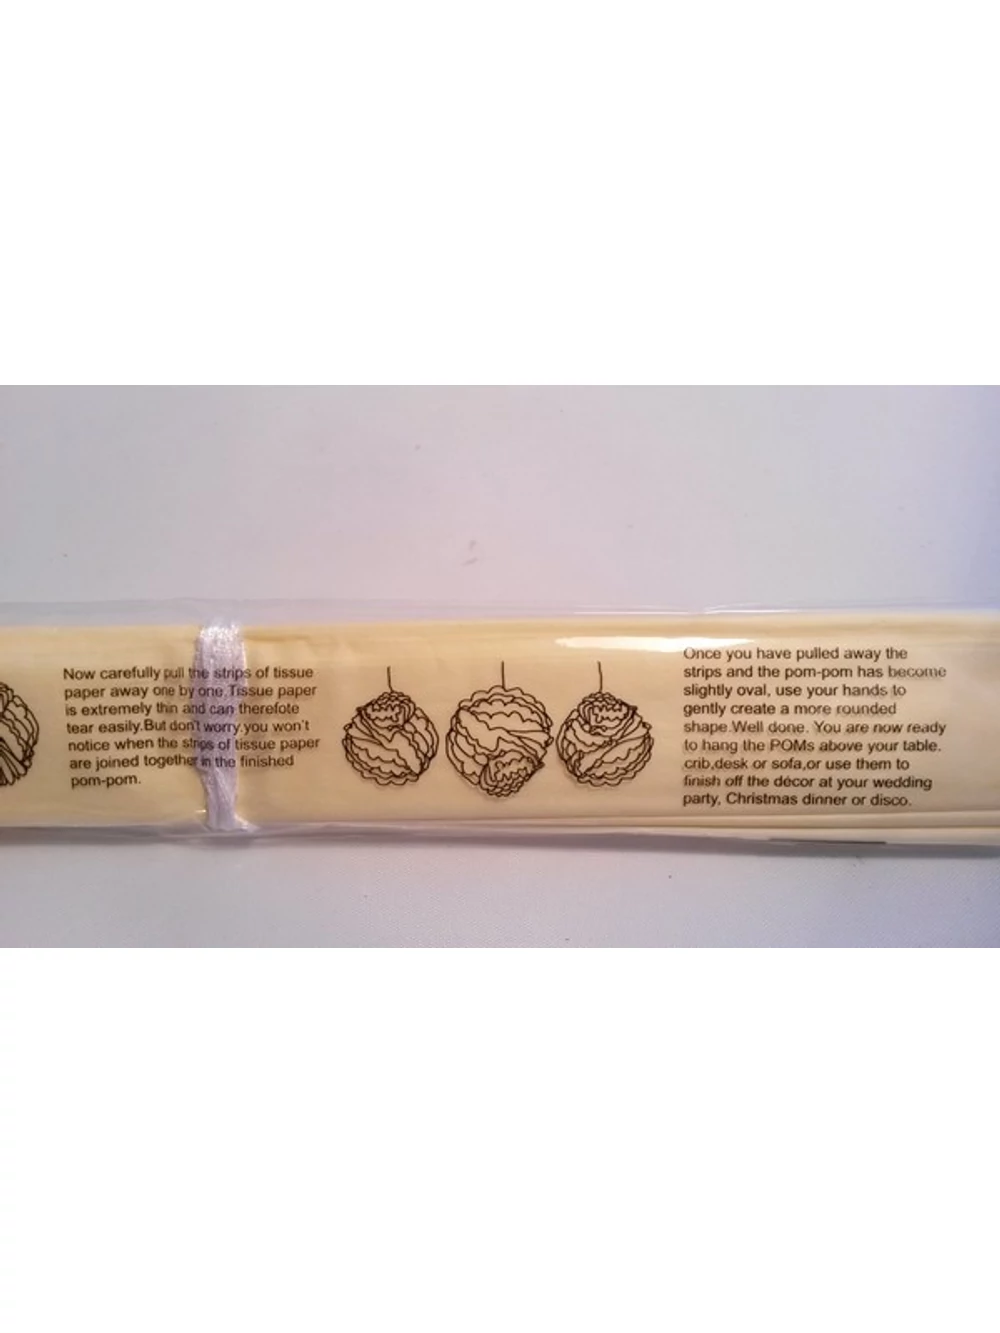 Now carefully pull the strips of tissue
paper away one by one,Tissue paper
is extremely thin and can therefote
tear easily.But don't worry.you won't
notice when the strips of tissue paper
are joined together in the finished
pom-pom.
Once you have pulled away the
strips and the pom-pom has become
slightly oval, use your hands to
gently create a more rounded
shape.Well done. You are now ready
to hang the POMs above your table.
crib,desk or sofa,or use them to
finish off the décor at your wedding
party, Christmas dinner or disco.